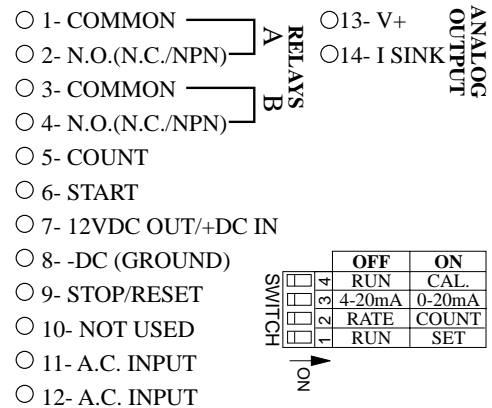 1- COMMON
2- N.O.(N.C./NPN)
3- COMMON
4- N.O.(N.C./NPN)
5- COUNT
6- START
7- 12VDC OUT/+DC IN
8- -DC (GROUND)
9- STOP/RESET
10- NOT USED
11- A.C. INPUT
12- A.C. INPUT
A
B
RELAYS
13- V+
14- I SINK
ANALOG
OUTPUT
SWITCH
OFF ON
4 RUN CAL.
3 4-20mA 0-20mA
2 RATE COUNT
1 RUN SET
ON